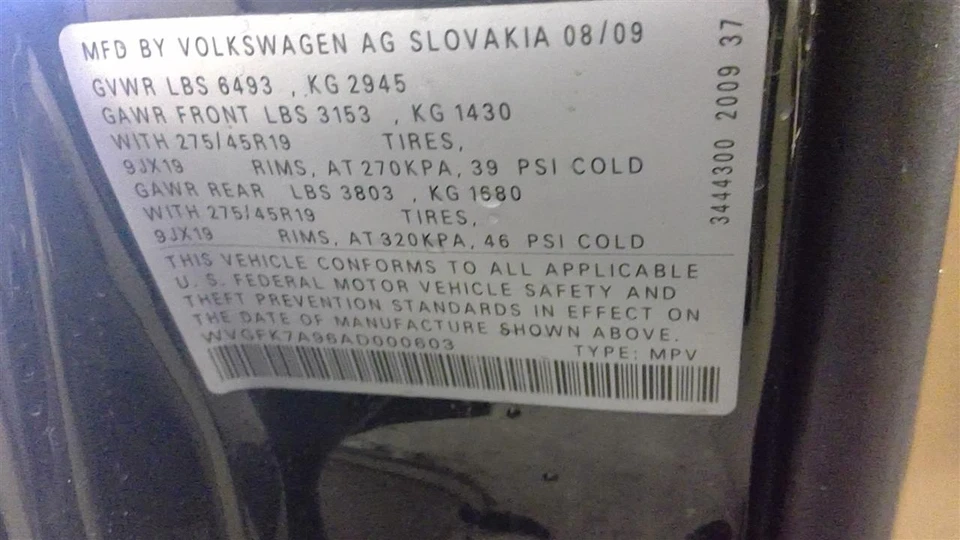 MFD BY VOLKSWAGEN AG SLOVAKIA 08/09
GVWR LBS 6493 , KG 2945
GAWR FRONT LBS 3153 , KG 1430
WITH 275/45R19 TIRES,
9JX19 RIMS, AT 270KPA, 39 PSI COLD
GAWR REAR LBS 3803 , KG 1680
WITH 275/45R19 TIRES,
9JX19 RIMS, AT 320KPA, 46 PSI COLD
THIS VEHICLE CONFORMS TO ALL APPLICABLE
U. S. FEDERAL MOTOR VEHICLE SAFETY AND
THEFT PREVENTION STANDARDS IN EFFECT ON
THE DATE OF MANUFACTURE SHOWN ABOVE.
WVGFK7A96AD000603 TYPE: MPV
3444300 2009 37